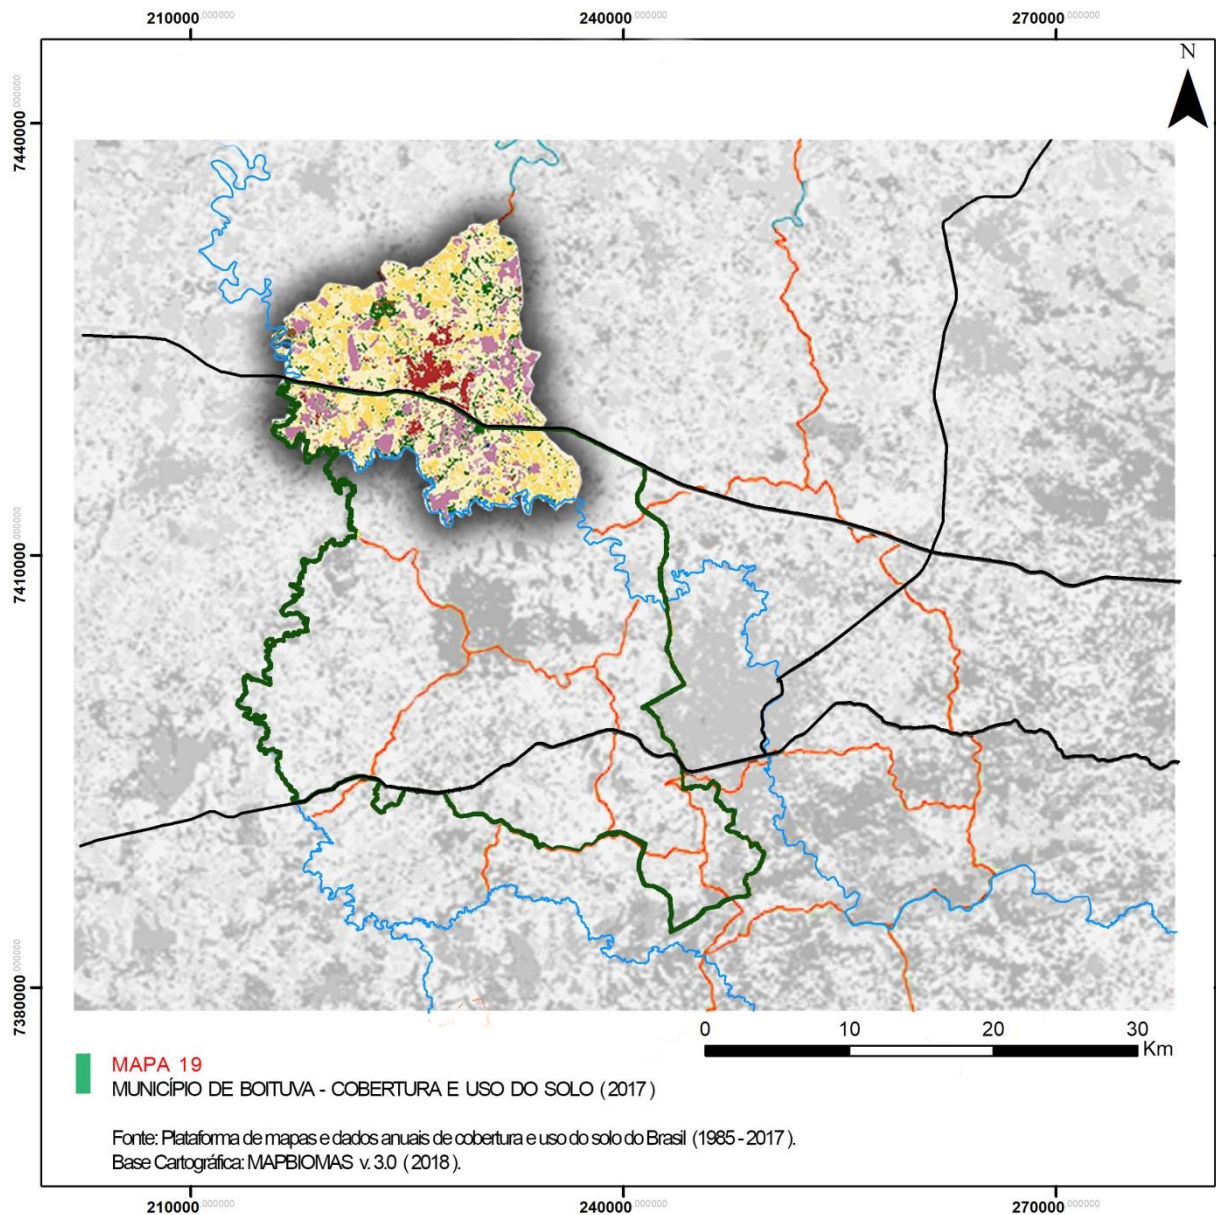 210000.000000 240000.000000 270000.000000
N
7440000.000000
7410000.000000
7380000.000000
0 10 20 30
Km
MAPA 19
MUNICÍPIO DE BOITUVA - COBERTURA E USO DO SOLO (2017)
Fonte: Plataforma de mapas e dados anuais de cobertura e uso do solo do Brasil (1985 - 2017).
Base Cartográfica: MAPBIOMAS v. 3.0 (2018).
210000.000000 240000.000000 270000.000000